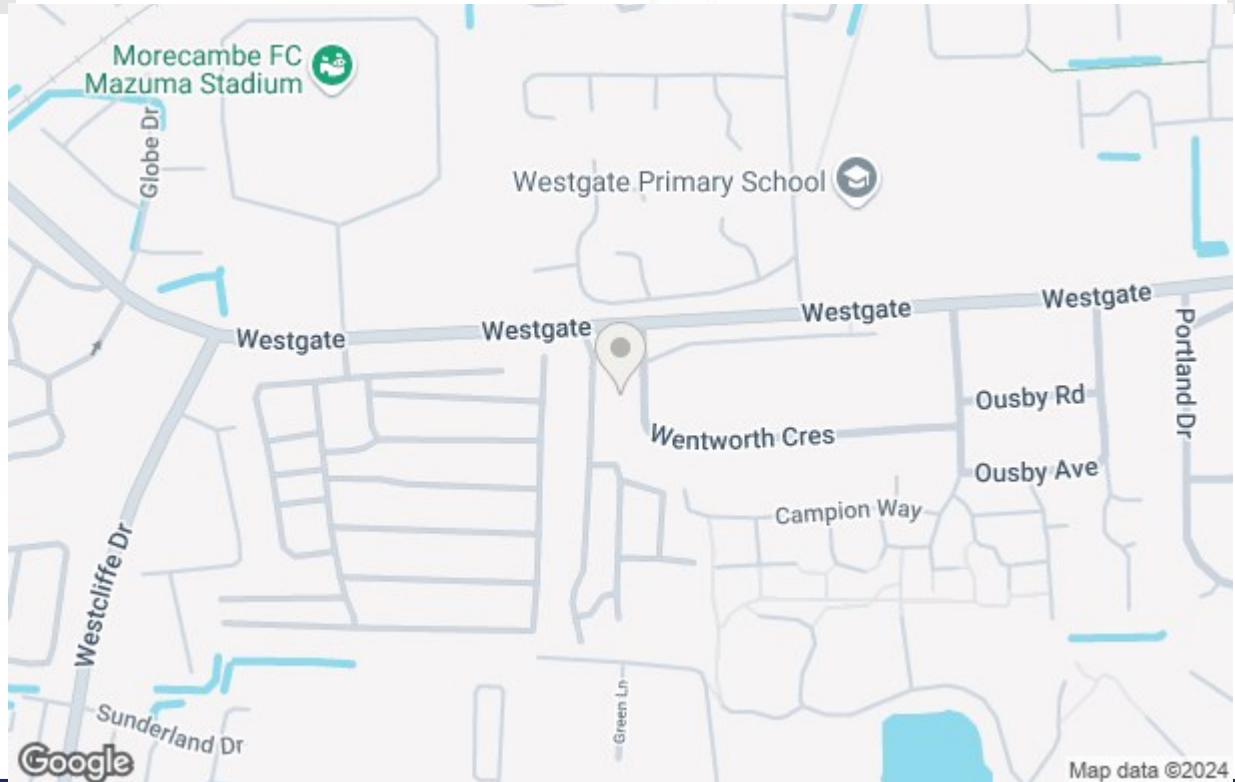 Morecambe FC
Mazuma Stadium
Globe Dr
Westgate Primary School
Westgate
Westgate
Westgate
Westgate
Portland Dr
Ousby Rd
Wentworth Cres
Ousby Ave
Campion Way
Westcliffe Dr
Sunderland Dr
Green Ln
Google
Map data ©2024